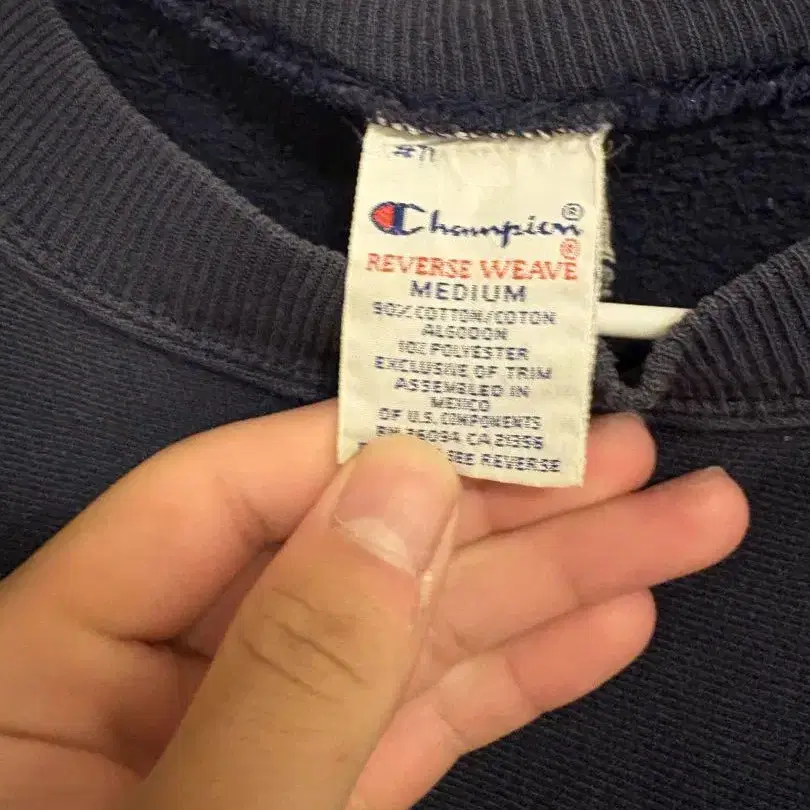 #71
Champion®
REVERSE WEAVE®
MEDIUM
90% COTTON/COTON
ALGODON
10% POLYESTER
EXCLUSIVE OF TRIM
ASSEMBLED IN
MEXICO
OF U.S. COMPONENTS
RN 26094 CA 21356
SEE REVERSE